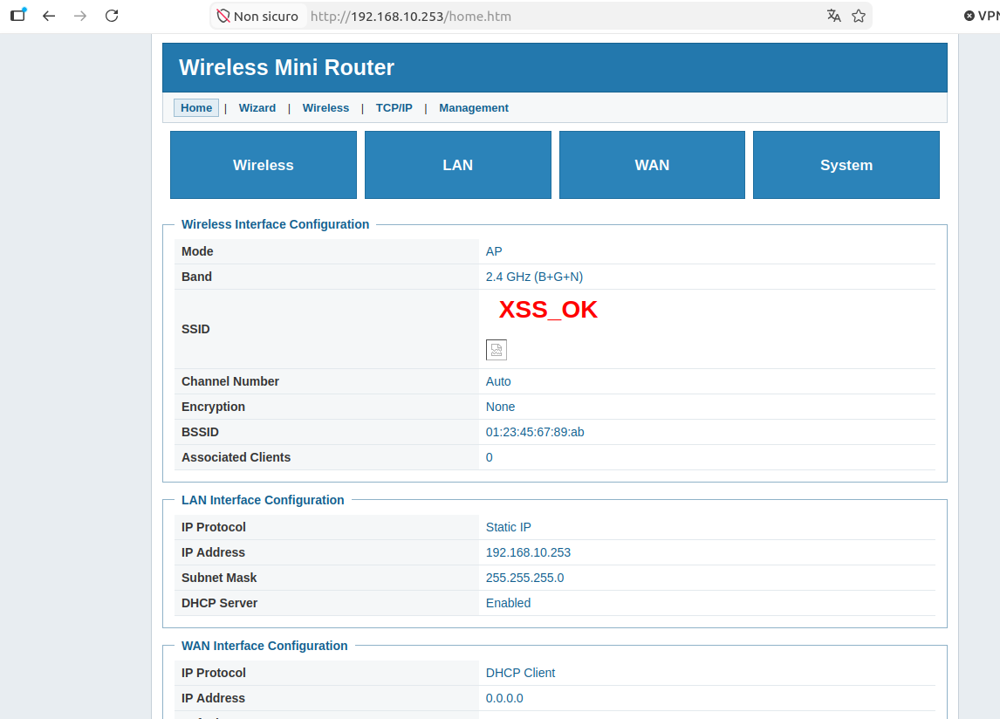 Non sicuro http://192.168.10.253/home.htm VPN
Wireless Mini Router
Home | Wizard | Wireless | TCP/IP | Management
Wireless LAN WAN System
Wireless Interface Configuration
Mode AP
Band 2.4 GHz (B+G+N)
XSS_OK
SSID
Channel Number Auto
Encryption None
BSSID 01:23:45:67:89:ab
Associated Clients 0
LAN Interface Configuration
IP Protocol Static IP
IP Address 192.168.10.253
Subnet Mask 255.255.255.0
DHCP Server Enabled
WAN Interface Configuration
IP Protocol DHCP Client
IP Address 0.0.0.0